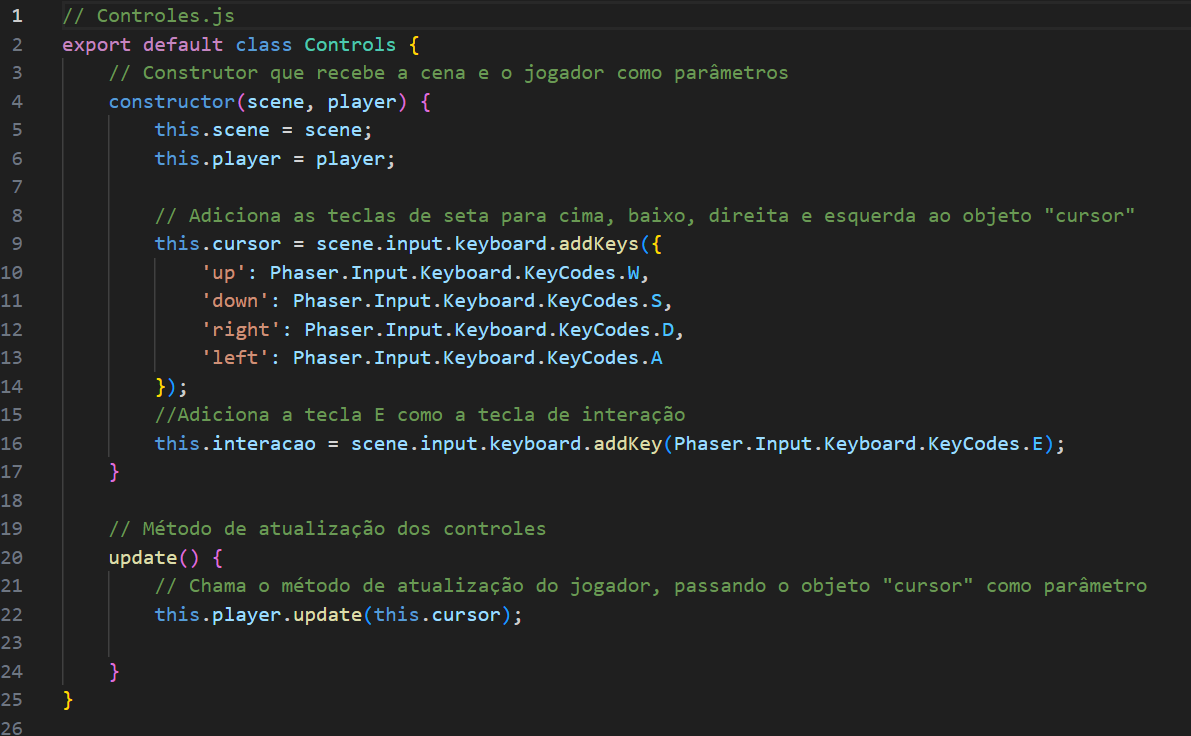 1 // Controles.js
2 export default class Controls {
3     // Construtor que recebe a cena e o jogador como parâmetros
4     constructor(scene, player) {
5         this.scene = scene;
6         this.player = player;
7
8         // Adiciona as teclas de seta para cima, baixo, direita e esquerda ao objeto "cursor"
9         this.cursor = scene.input.keyboard.addKeys({
10             'up': Phaser.Input.Keyboard.KeyCodes.W,
11             'down': Phaser.Input.Keyboard.KeyCodes.S,
12             'right': Phaser.Input.Keyboard.KeyCodes.D,
13             'left': Phaser.Input.Keyboard.KeyCodes.A
14         });
15         //Adiciona a tecla E como a tecla de interação
16         this.interacao = scene.input.keyboard.addKey(Phaser.Input.Keyboard.KeyCodes.E);
17     }
18
19     // Método de atualização dos controles
20     update() {
21         // Chama o método de atualização do jogador, passando o objeto "cursor" como parâmetro
22         this.player.update(this.cursor);
23
24     }
25 }
26